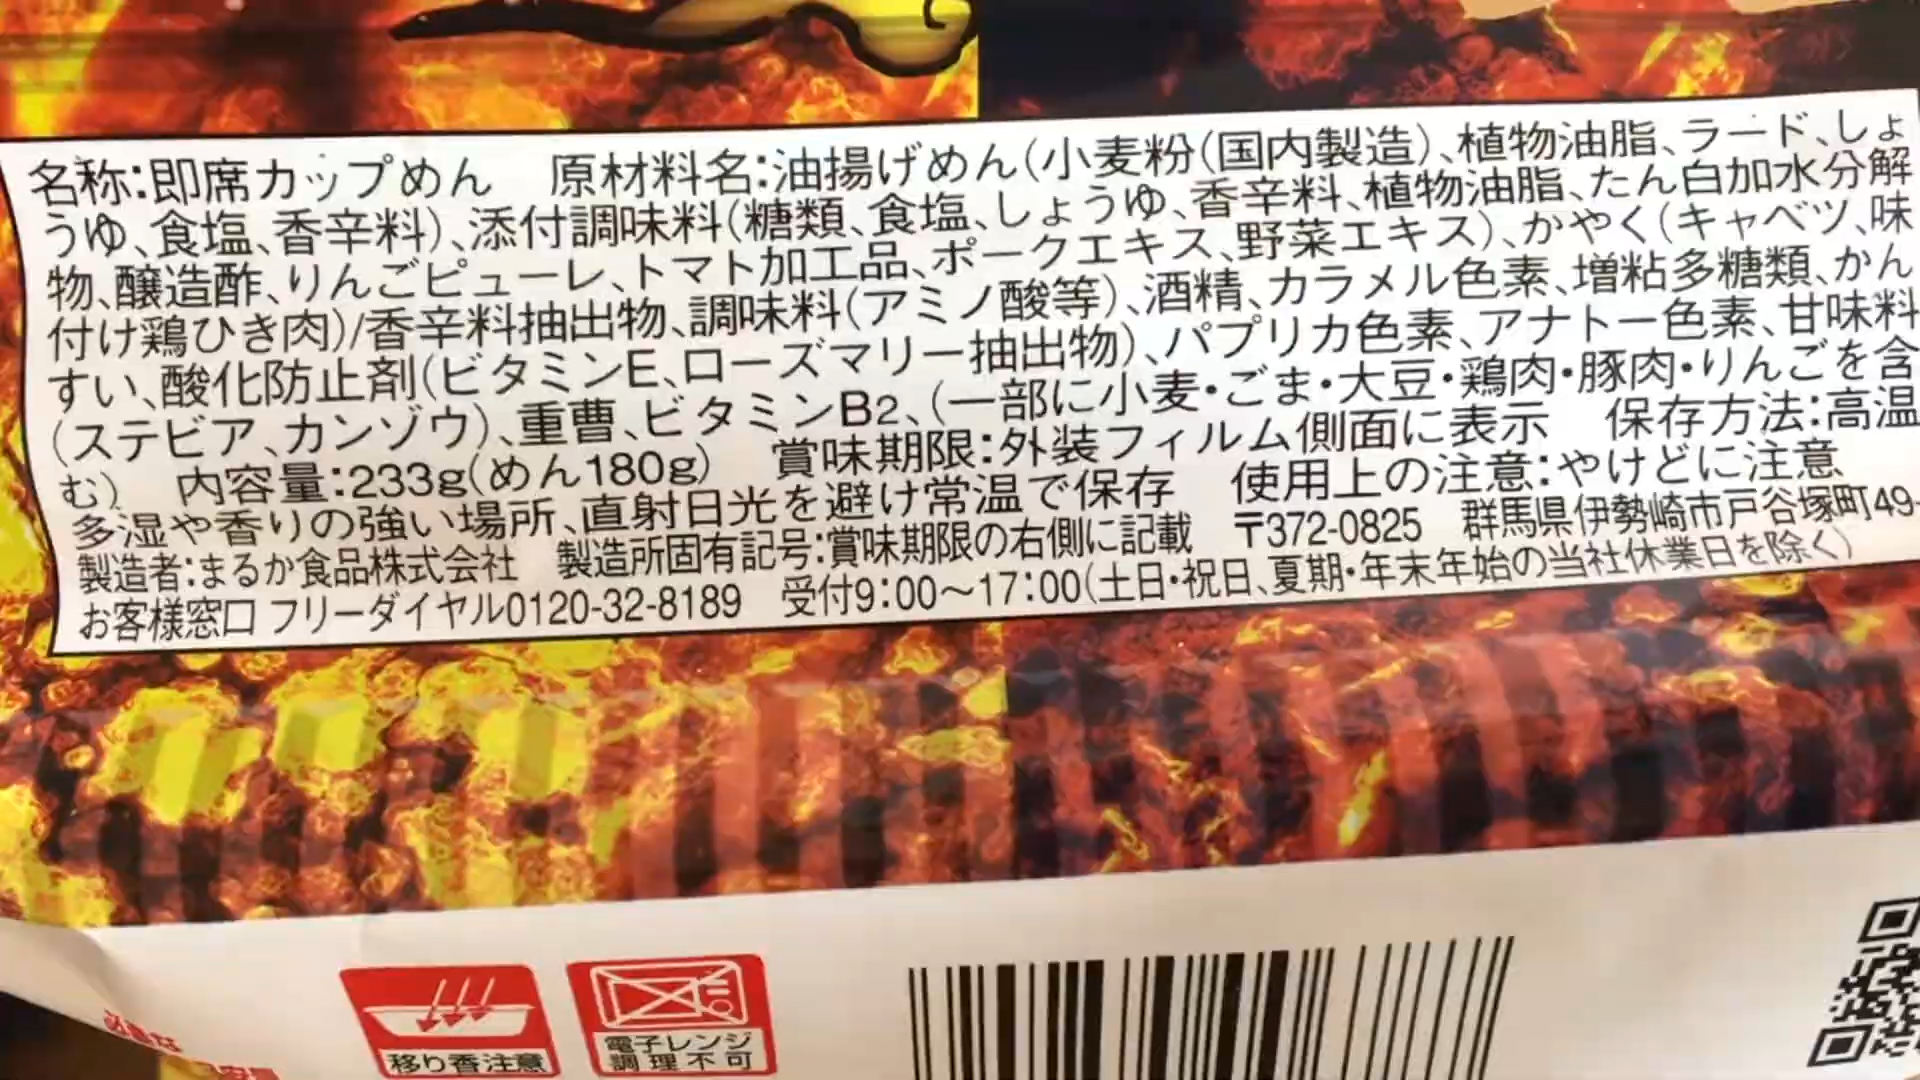 名称:即席カップめん 原材料名:油揚げめん(小麦粉(国内製造)、植物油脂、ラード、しょ
うゆ、食塩、香辛料)、添付調味料(糖類、食塩、しょうゆ、香辛料、植物油脂、たん白加水分解
物、醸造酢、りんごピューレ、トマト加工品、ポークエキス、野菜エキス)、かやく(キャベツ、味
付け鶏ひき肉)/香辛料抽出物、調味料(アミノ酸等)、酒精、カラメル色素、増粘多糖類、かん
すい、酸化防止剤(ビタミンE、ローズマリー抽出物)、パプリカ色素、アナトー色素、甘味料
(ステビア、カンゾウ)、重曹、ビタミンB2、(一部に小麦・ごま・大豆・鶏肉・豚肉・りんごを含
む) 内容量:233g(めん180g) 賞味期限:外装フィルム側面に表示 保存方法:高温
多湿や香りの強い場所、直射日光を避け常温で保存 使用上の注意:やけどに注意
製造者:まるか食品株式会社 製造所固有記号:賞味期限の右側に記載 〒372-0825 群馬県伊勢崎市戸谷塚町49-
お客様窓口 フリーダイヤル0120-32-8189 受付9:00〜17:00(土日・祝日、夏期・年末年始の当社休業日を除く)
移り香注意
電子レンジ
調理不可